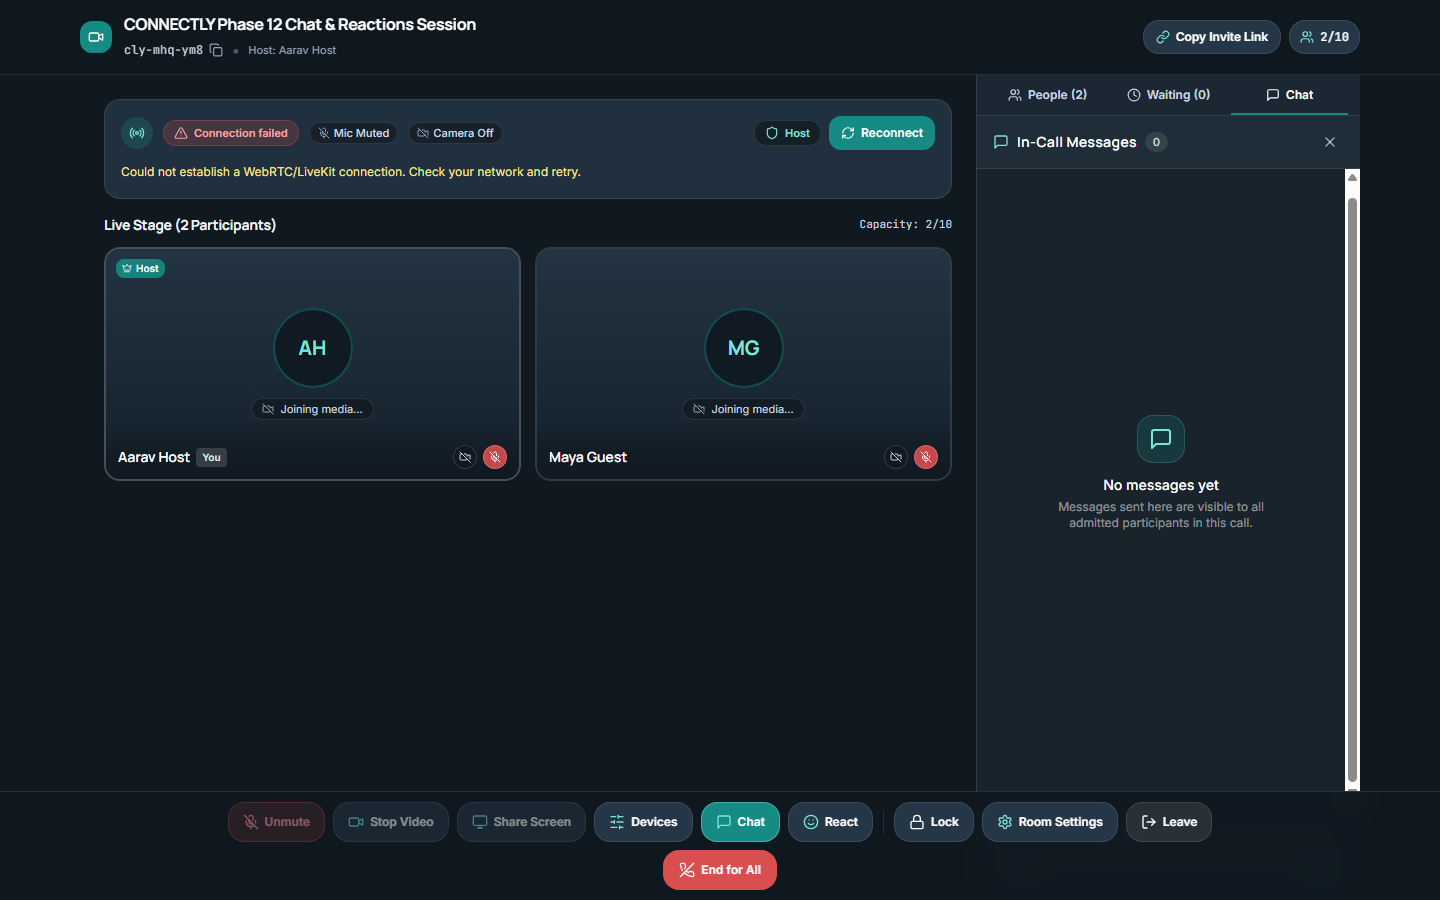 CONNECTLY Phase 12 Chat & Reactions Session
cly-mhq-ym8 Host: Aarav Host
Copy Invite Link
2/10
People (2)
Waiting (0)
Chat
Connection failed
Mic Muted
Camera Off
Host
Reconnect
Could not establish a WebRTC/LiveKit connection. Check your network and retry.
In-Call Messages 0
Live Stage (2 Participants)
Capacity: 2/10
Host
AH
Joining media...
Aarav Host You
MG
Joining media...
Maya Guest
No messages yet
Messages sent here are visible to all
admitted participants in this call.
Unmute
Stop Video
Share Screen
Devices
Chat
React
Lock
Room Settings
Leave
End for All